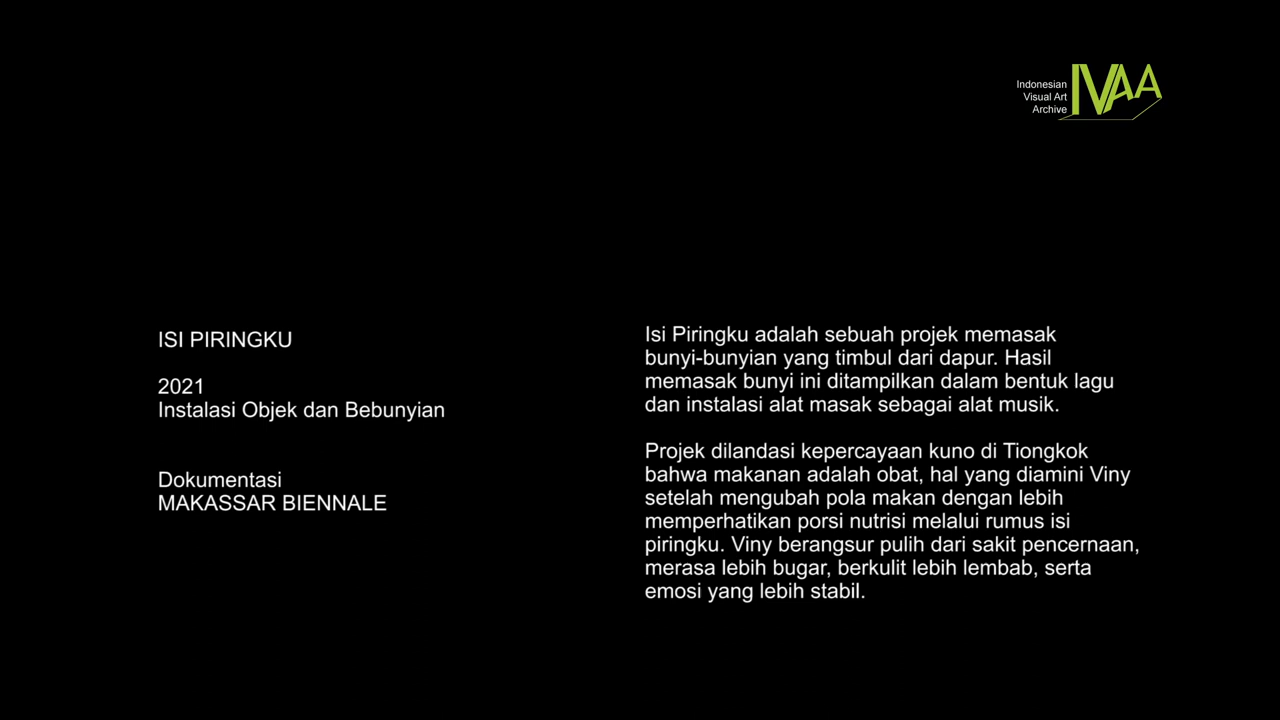 Indonesian
Visual Art
Archive
IVAA
ISI PIRINGKU
2021
Instalasi Objek dan Bebunyian
Dokumentasi
MAKASSAR BIENNALE
Isi Piringku adalah sebuah projek memasak
bunyi-bunyian yang timbul dari dapur. Hasil
memasak bunyi ini ditampilkan dalam bentuk lagu
dan instalasi alat masak sebagai alat musik.
Projek dilandasi kepercayaan kuno di Tiongkok
bahwa makanan adalah obat, hal yang diamini Viny
setelah mengubah pola makan dengan lebih
memperhatikan porsi nutrisi melalui rumus isi
piringku. Viny berangsur pulih dari sakit pencernaan,
merasa lebih bugar, berkulit lebih lembab, serta
emosi yang lebih stabil.